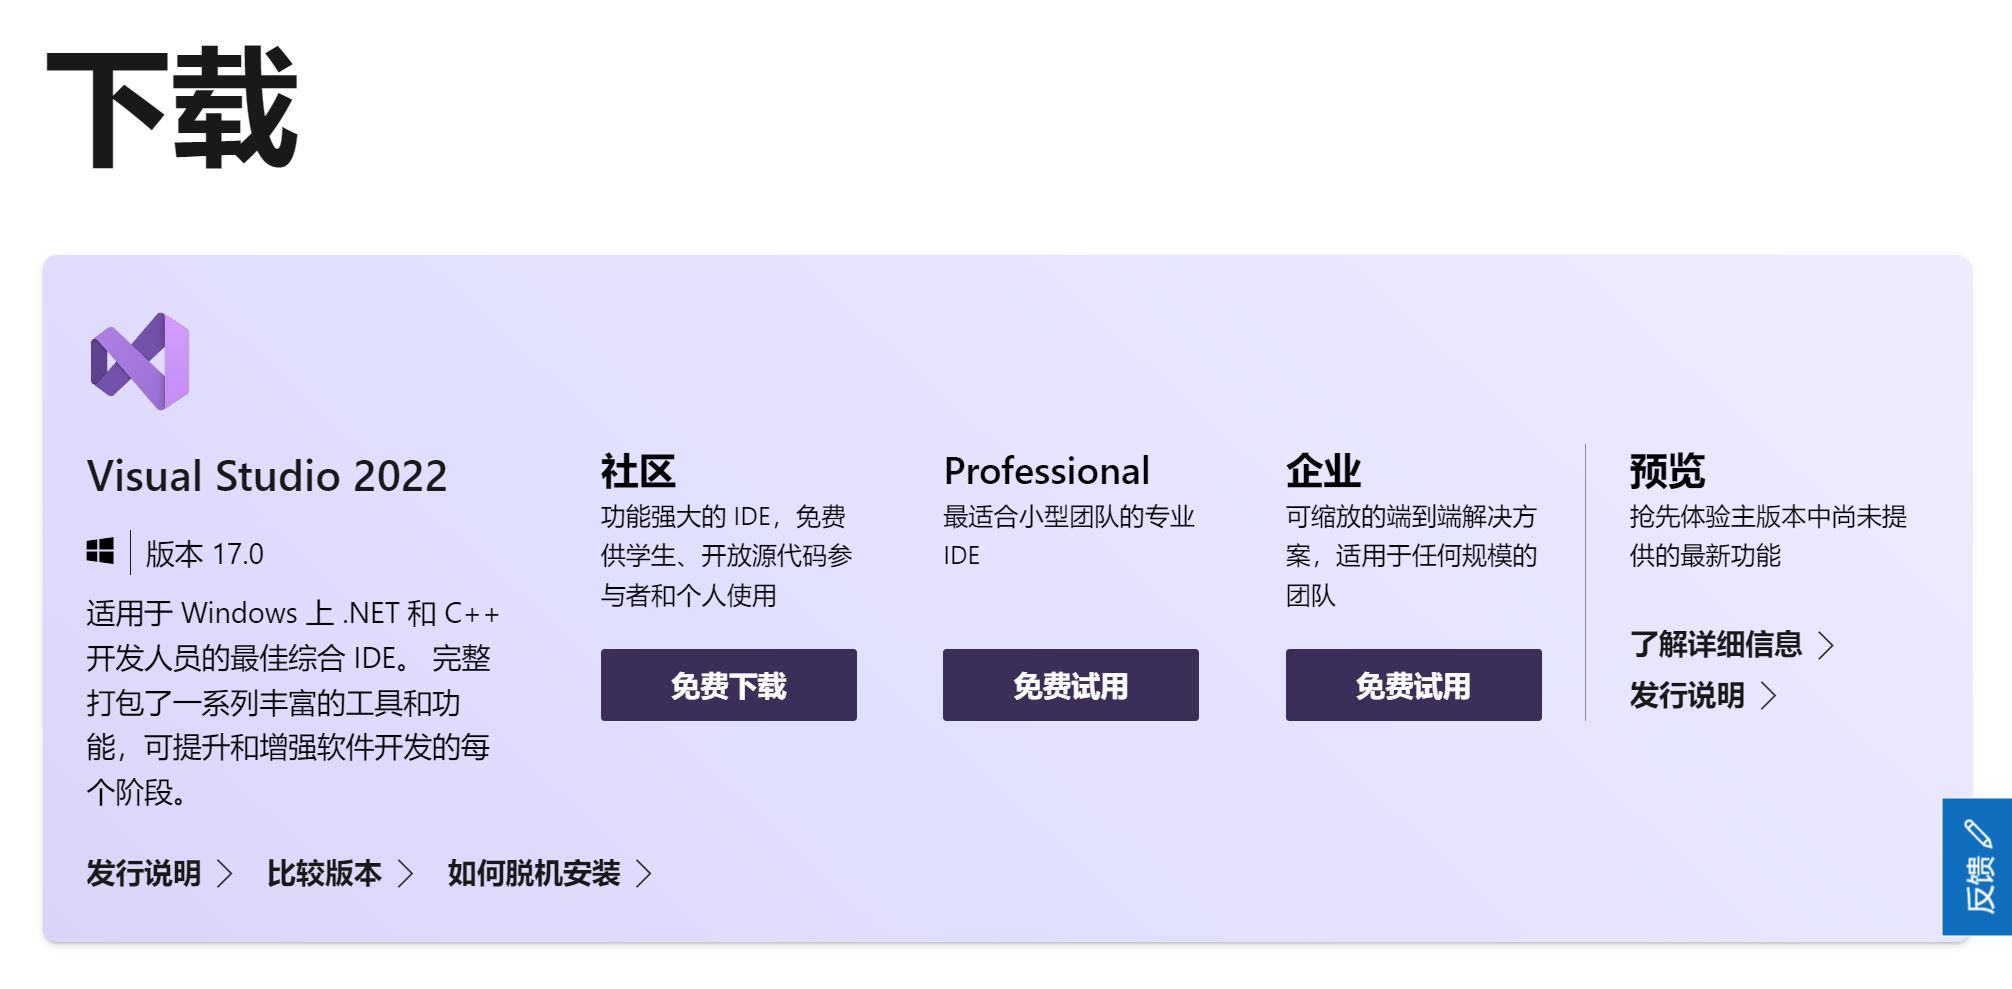 下载
Visual Studio 2022
版本 17.0
适用于 Windows 上 .NET 和 C++
开发人员的最佳综合 IDE。 完整
打包了一系列丰富的工具和功
能，可提升和增强软件开发的每
个阶段。
社区
功能强大的 IDE，免费
供学生、开放源代码参
与者和个人使用
免费下载
Professional
最适合小型团队的专业
IDE
免费试用
企业
可缩放的端到端解决方
案，适用于任何规模的
团队
免费试用
预览
抢先体验主版本中尚未提
供的最新功能
了解详细信息
发行说明
发行说明 比较版本 如何脱机安装
反馈